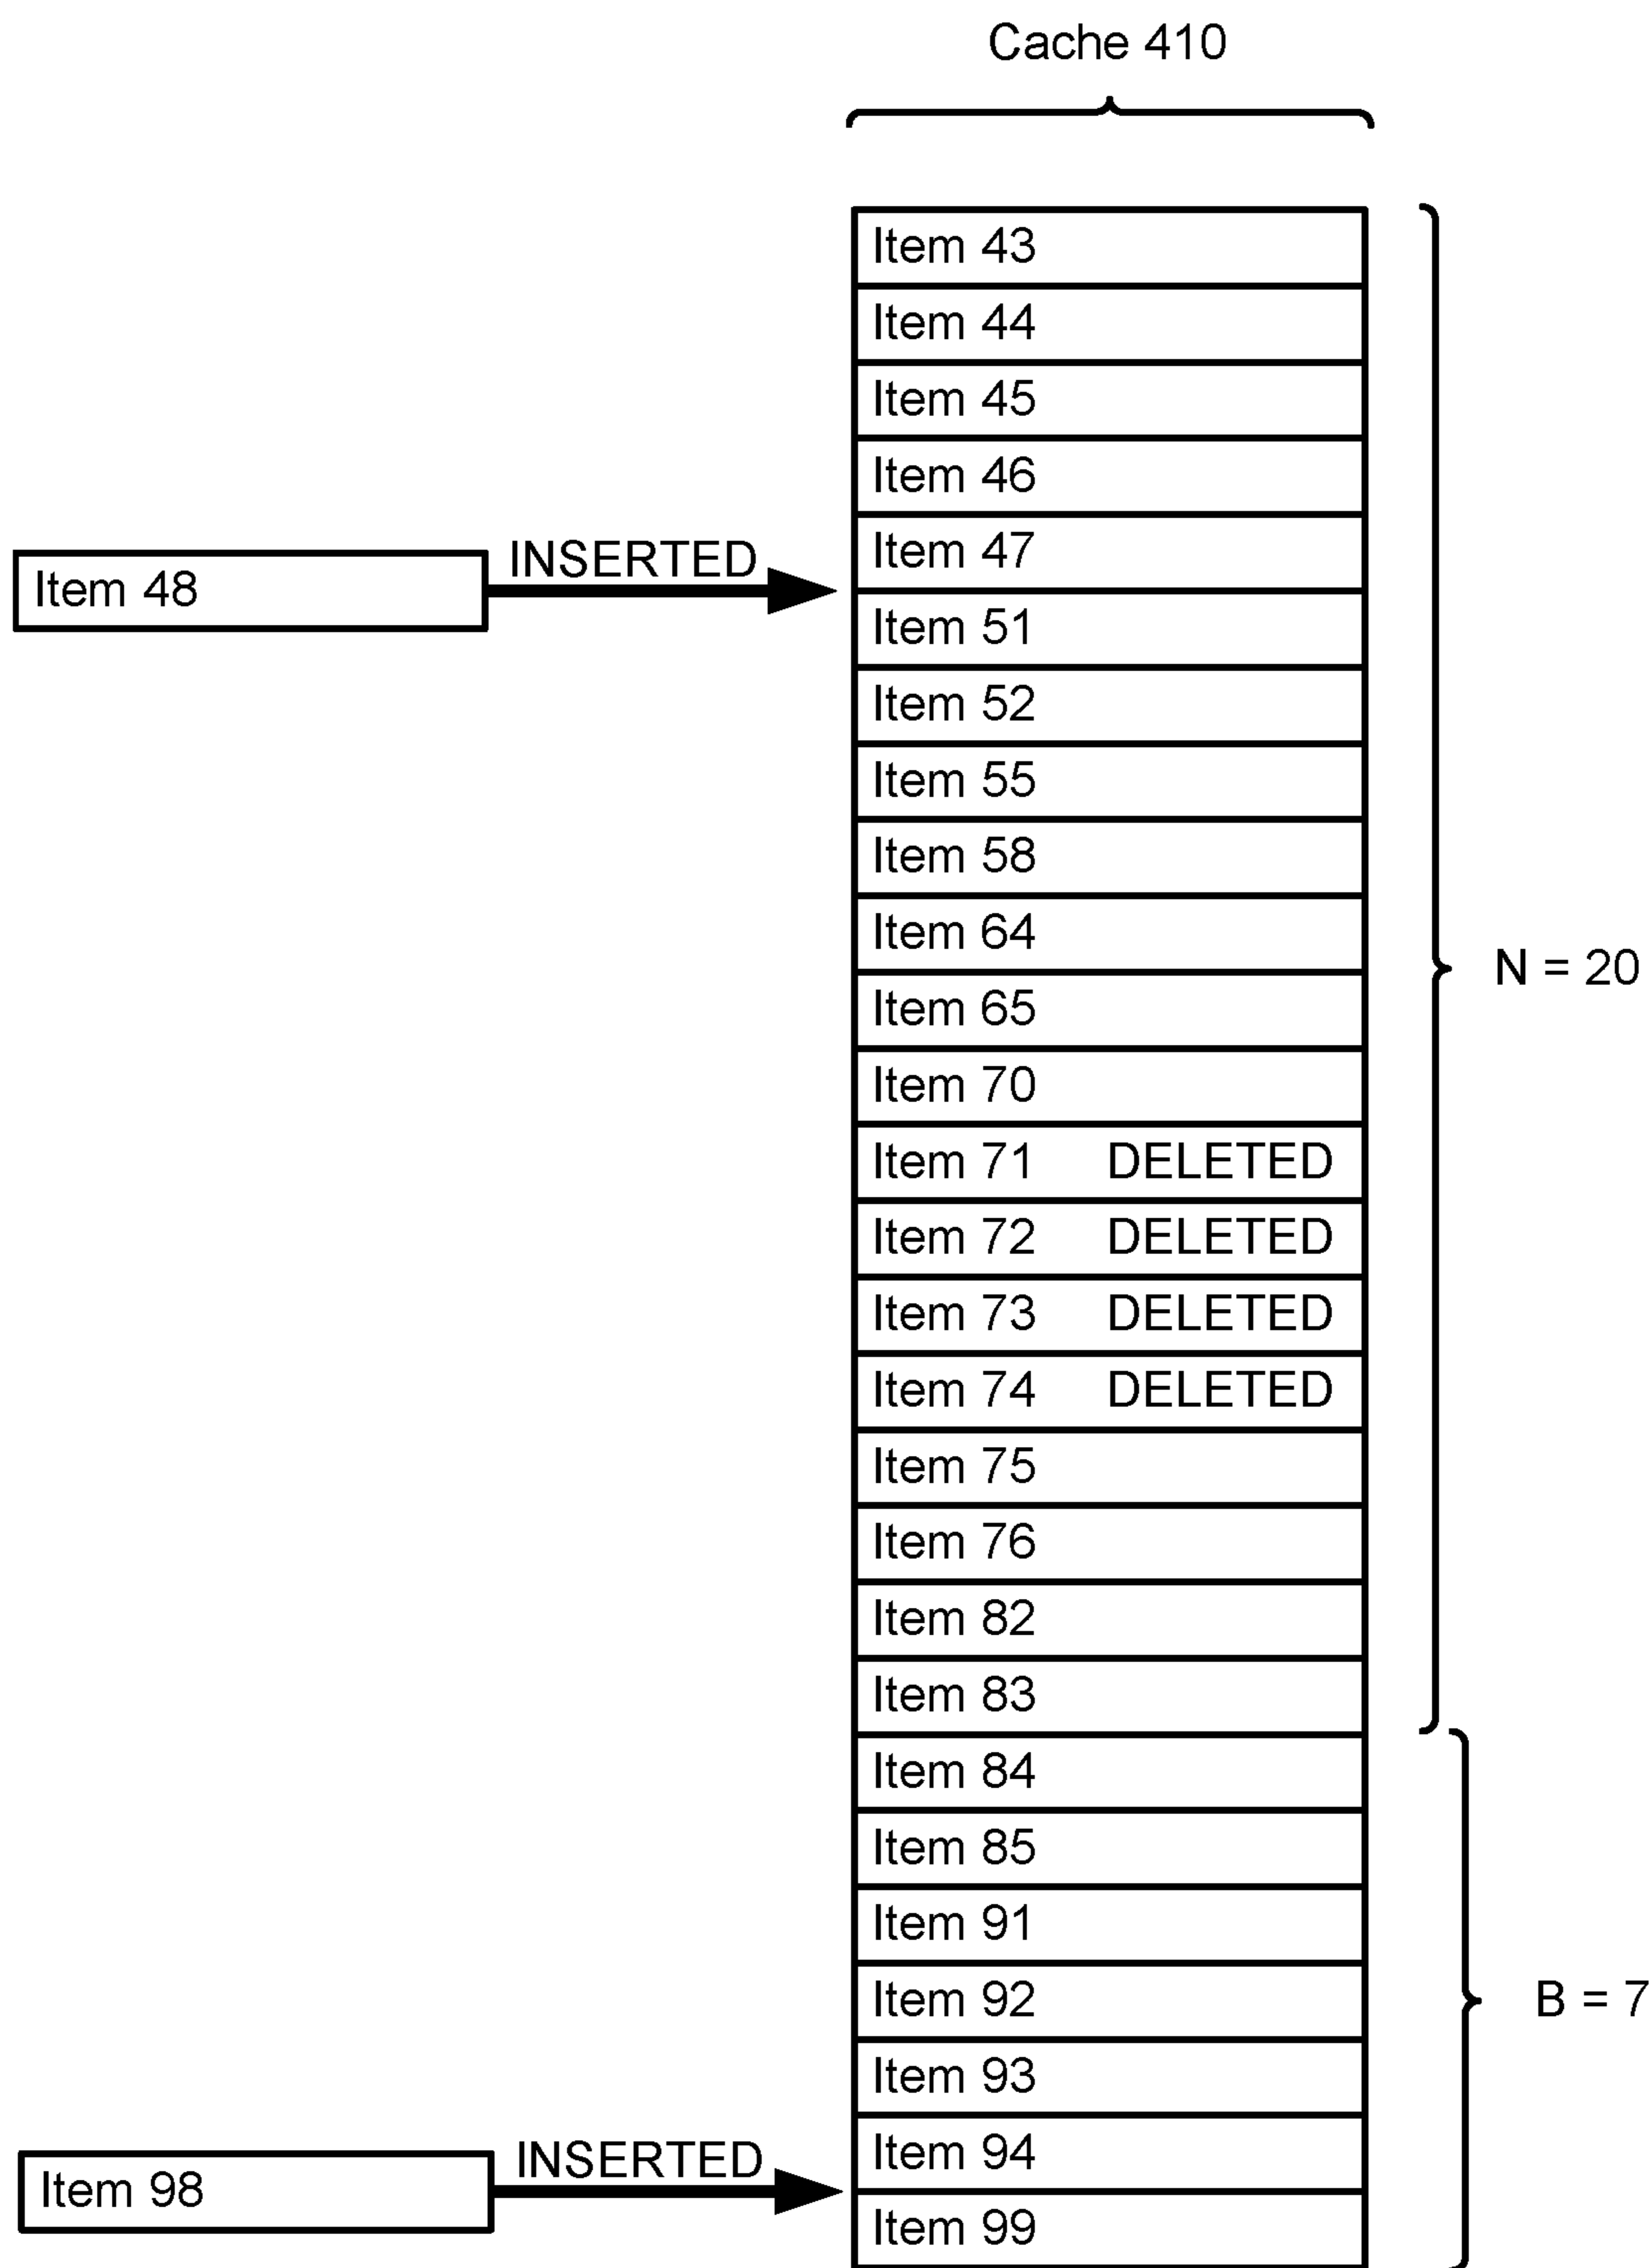 Cache 410
Item 43
Item 44
Item 45
Item 46
Item 47
INSERTED
Item 48
Item 51
Item 52
Item 55
Item 58
Item 64
N = 20
Item 65
Item 70
Item 71 DELETED
Item 72 DELETED
Item 73 DELETED
Item 74 DELETED
Item 75
Item 76
Item 82
Item 83
Item 84
Item 85
Item 91
Item 92
B = 7
Item 93
Item 94
INSERTED
Item 98
Item 99